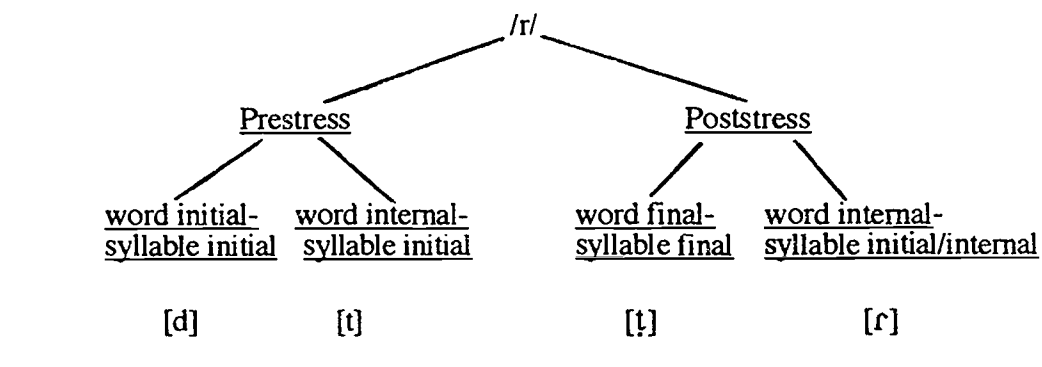 /r/
Prestress Poststress
word initial- word internal- word final- word internal-
syllable initial syllable initial syllable final syllable initial/internal
[d] [t] [ṭ] [ɾ]